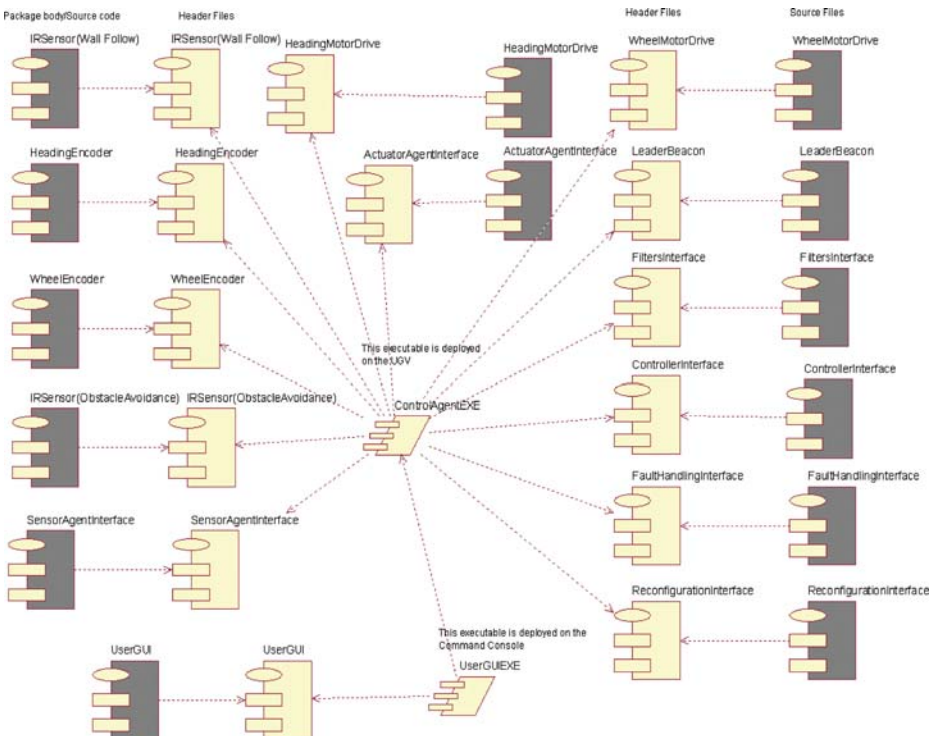 Package body/Source code
Header Files
Header Files
Source Files
IRSensor(Wall Follow)
IRSensor(Wall Follow)
HeadingMotorDrive
HeadingMotorDrive
WheelMotorDrive
WheelMotorDrive
HeadingEncoder
HeadingEncoder
ActuatorAgentInterface
ActuatorAgentInterface
LeaderBeacon
LeaderBeacon
WheelEncoder
WheelEncoder
FiltersInterface
FiltersInterface
This executable is deployed
on the UGV
ControllerInterface
ControllerInterface
IRSensor(ObstacleAvoidance)
IRSensor(ObstacleAvoidance)
ControlAgentEXE
FaultHandlingInterface
FaultHandlingInterface
SensorAgentInterface
SensorAgentInterface
ReconfigurationInterface
ReconfigurationInterface
This executable is deployed on the
Command Console
UserGUI
UserGUI
UserGUIEXE